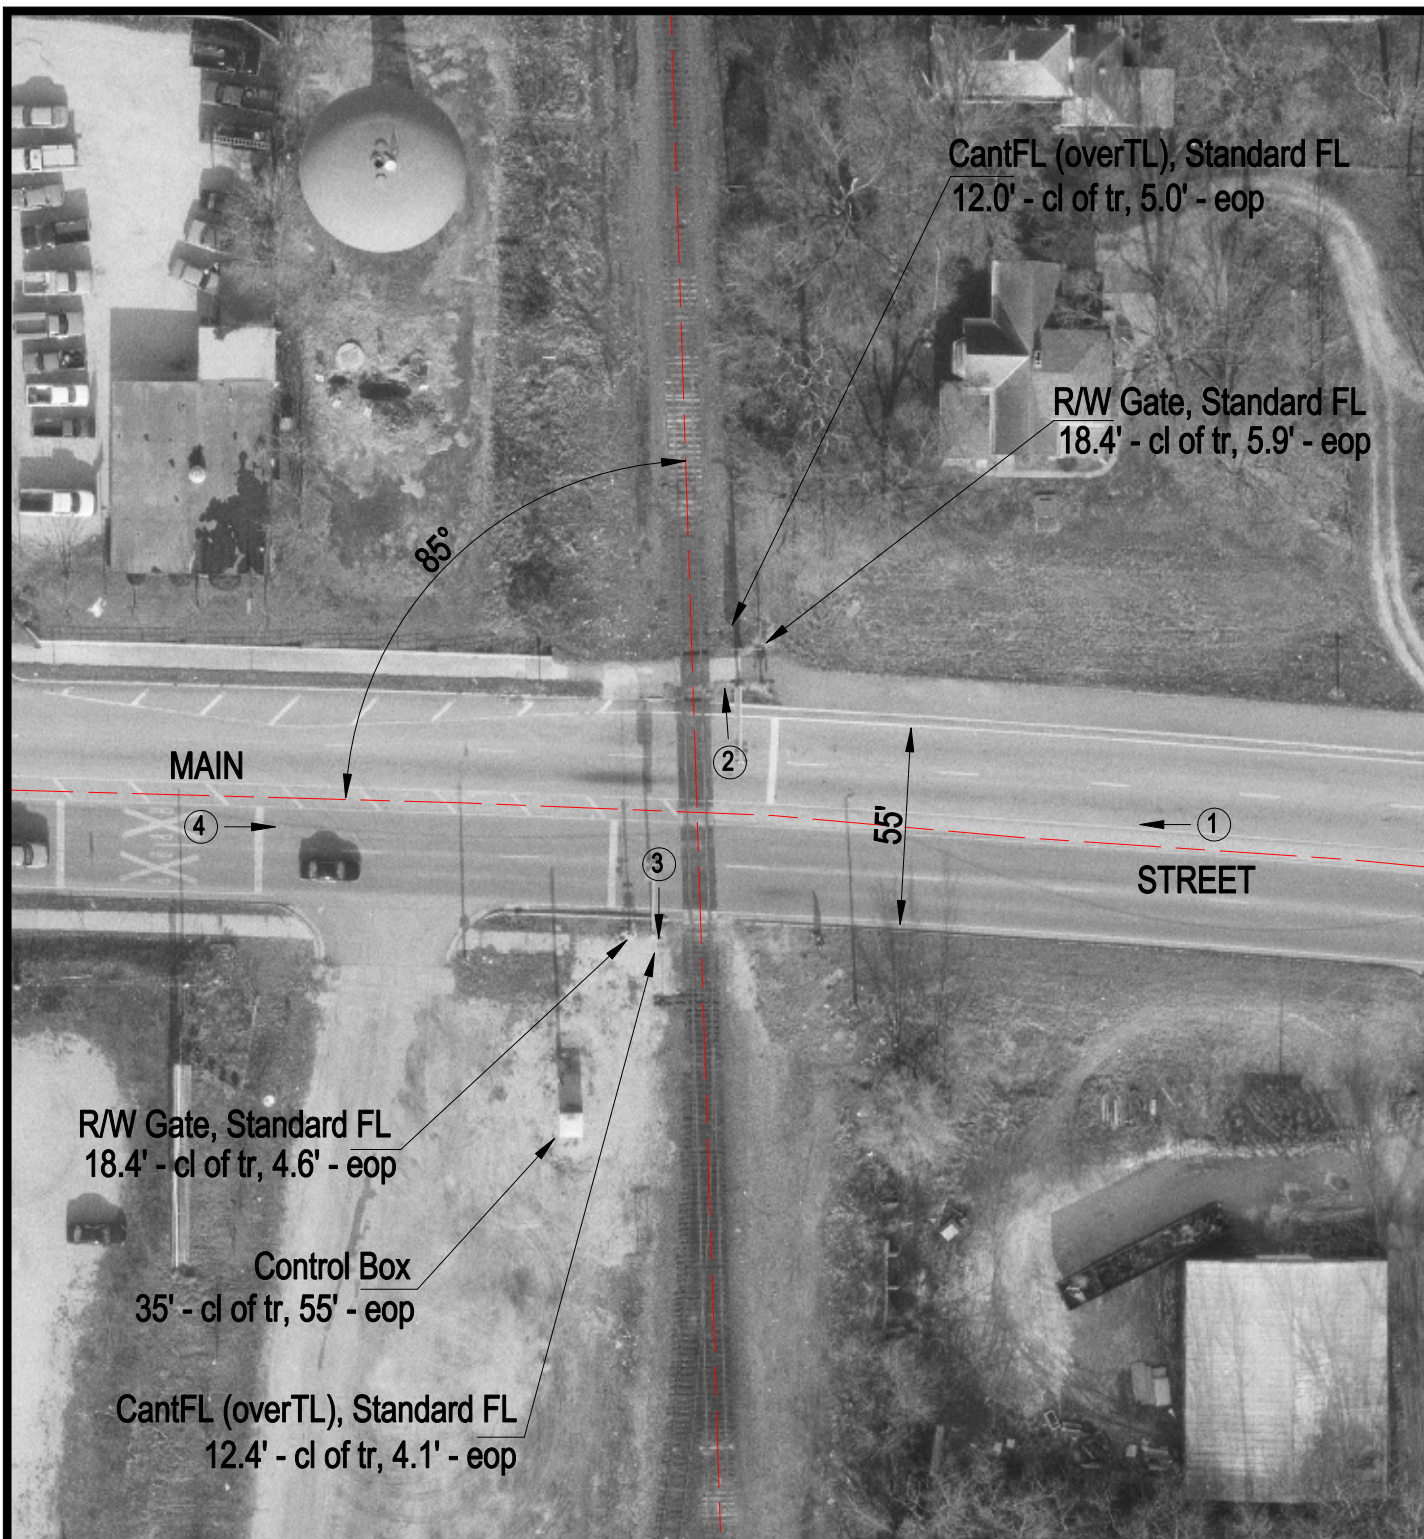 CantFL (overTL), Standard FL
12.0' - cl of tr, 5.0' - eop
R/W Gate, Standard FL
18.4' - cl of tr, 5.9' - eop
85°
MAIN
2
4
3
55'
1
STREET
R/W Gate, Standard FL
18.4' - cl of tr, 4.6' - eop
Control Box
35' - cl of tr, 55' - eop
CantFL (overTL), Standard FL
12.4' - cl of tr, 4.1' - eop